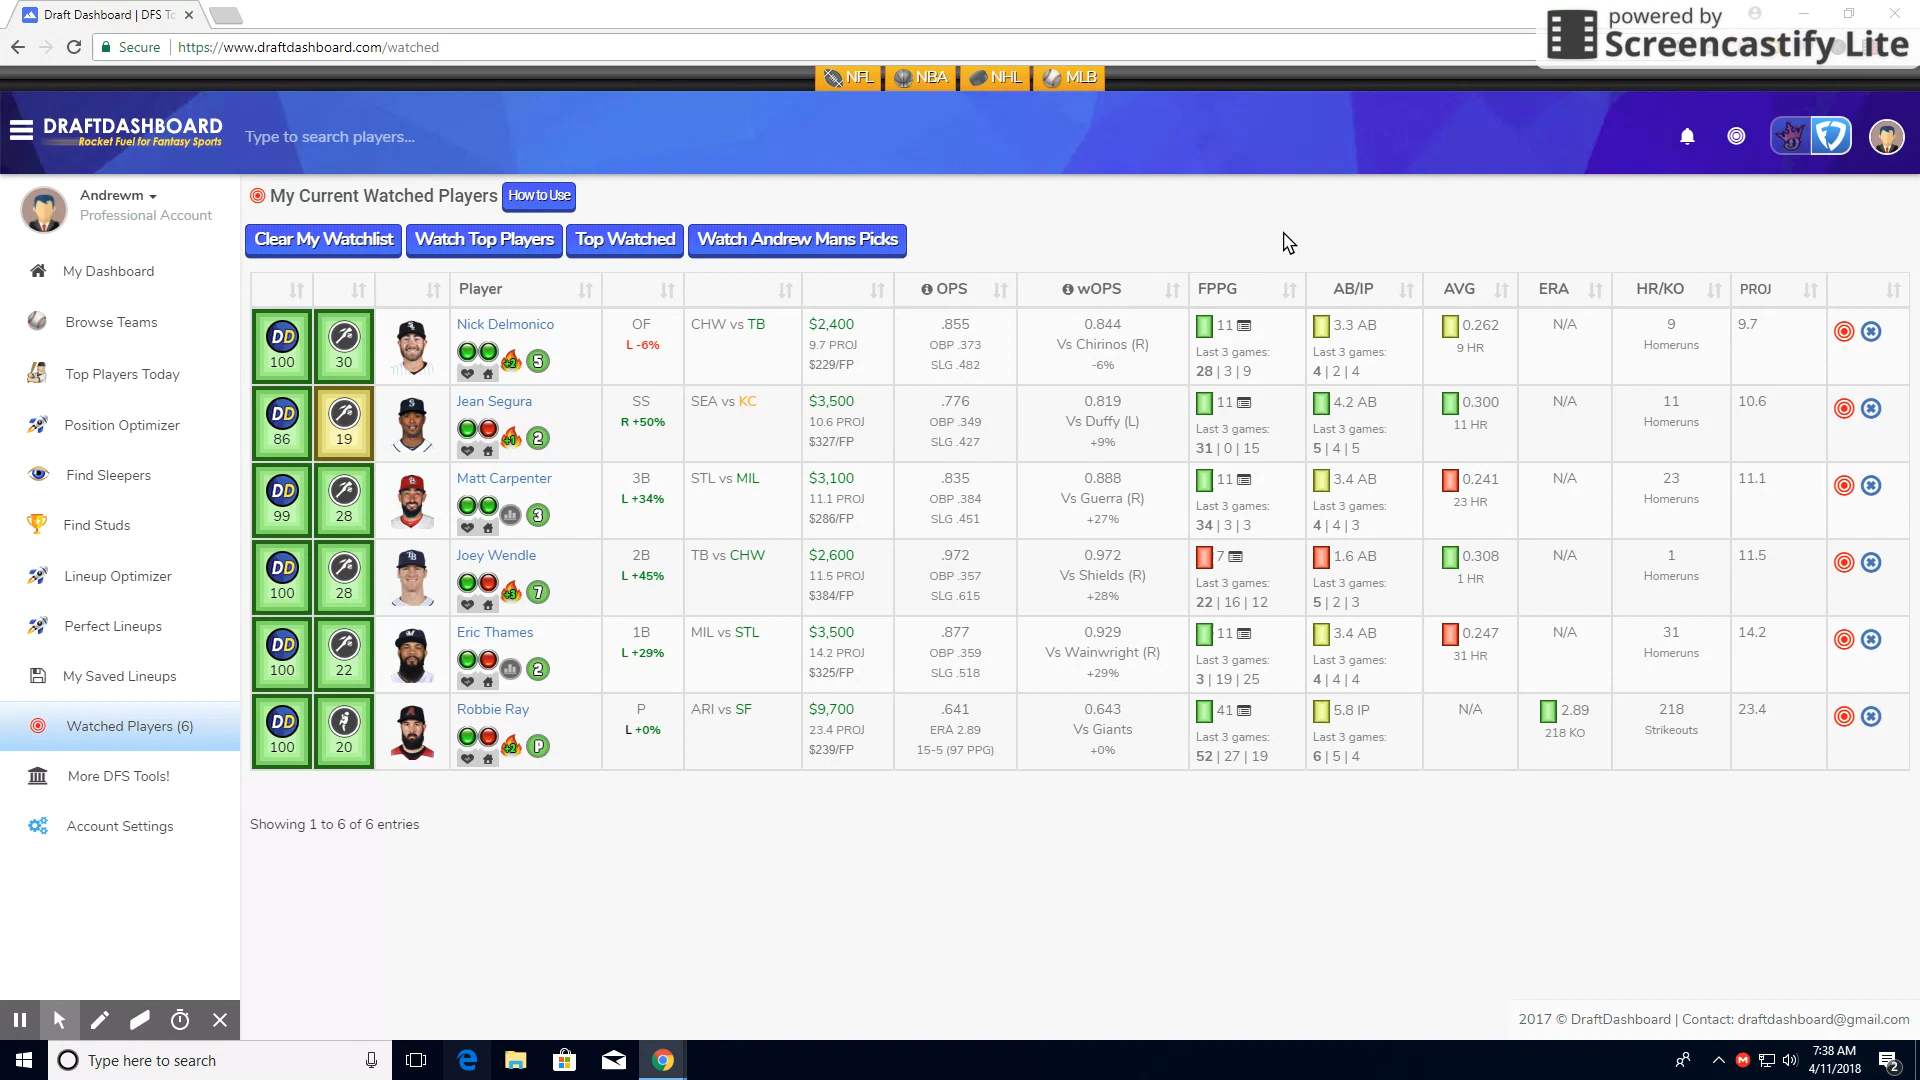 Draft Dashboard | DFS To
powered by
Screencastify Lite
Secure | https://www.draftdashboard.com/watched
NFL NBA NHL MLB
DRAFTDASHBOARD
Rocket Fuel for Fantasy Sports
Type to search players...
Andrewm
Professional Account
My Dashboard
Browse Teams
Top Players Today
Position Optimizer
Find Sleepers
Find Studs
Lineup Optimizer
Perfect Lineups
My Saved Lineups
Watched Players (6)
More DFS Tools!
Account Settings
My Current Watched Players How to Use
Clear My Watchlist Watch Top Players Top Watched Watch Andrew Mans Picks
Player OPS wOPS FPPG AB/IP AVG ERA HR/KO PROJ
DD Nick Delmonico OF CHW vs TB $2,400 .855 0.844 11 3.3 AB 0.262 N/A 9 9.7
L -6% 9.7 PROJ OBP .373 Vs Chirinos (R) Last 3 games: Last 3 games: 9 HR Homeruns
100 30 +2 5 $229/FP SLG .482 -6% 28 | 3 | 9 4 | 2 | 4
DD Jean Segura SS SEA vs KC $3,500 .776 0.819 11 4.2 AB 0.300 N/A 11 10.6
R +50% 10.6 PROJ OBP .349 Vs Duffy (L) Last 3 games: Last 3 games: 11 HR Homeruns
86 19 +1 2 $327/FP SLG .427 +9% 31 | 0 | 15 5 | 4 | 5
DD Matt Carpenter 3B STL vs MIL $3,100 .835 0.888 11 3.4 AB 0.241 N/A 23 11.1
L +34% 11.1 PROJ OBP .384 Vs Guerra (R) Last 3 games: Last 3 games: 23 HR Homeruns
99 28 3 $286/FP SLG .451 +27% 34 | 3 | 3 4 | 4 | 3
DD Joey Wendle 2B TB vs CHW $2,600 .972 0.972 7 1.6 AB 0.308 N/A 1 11.5
L +45% 11.5 PROJ OBP .357 Vs Shields (R) Last 3 games: Last 3 games: 1 HR Homeruns
100 28 +3 7 $384/FP SLG .615 +28% 22 | 16 | 12 5 | 2 | 3
DD Eric Thames 1B MIL vs STL $3,500 .877 0.929 11 3.4 AB 0.247 N/A 31 14.2
L +29% 14.2 PROJ OBP .359 Vs Wainwright (R) Last 3 games: Last 3 games: 31 HR Homeruns
100 22 2 $325/FP SLG .518 +29% 3 | 19 | 25 4 | 4 | 4
DD Robbie Ray P ARI vs SF $9,700 .641 0.643 41 5.8 IP N/A 2.89 218 23.4
L +0% 23.4 PROJ ERA 2.89 Vs Giants Last 3 games: Last 3 games: 218 KO Strikeouts
100 20 +2 P $239/FP 15-5 (97 PPG) +0% 52 | 27 | 19 6 | 5 | 4
Showing 1 to 6 of 6 entries
2017 © DraftDashboard | Contact: draftdashboard@gmail.com
Type here to search
7:38 AM
4/11/2018
2